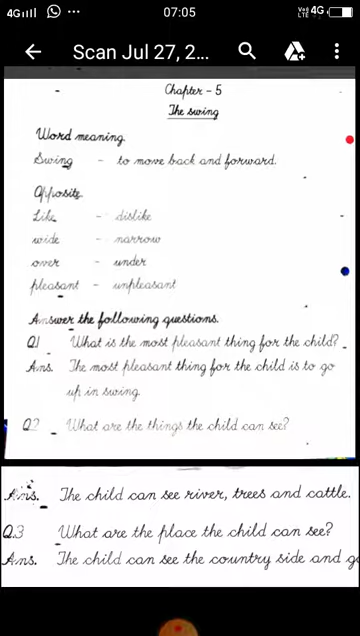 4G 07:05 VoLTE 4G
Scan Jul 27, 2...
Chapter - 5
The swing
Word meaning
Swing - to move back and forward.
Opposite
Like - dislike
wide - narrow
over - under
pleasant - unpleasant
Answer the following questions.
Q1 What is the most pleasant thing for the child?
Ans. The most pleasant thing for the child is to go
up in swing
Q2 What are the things the child can see?
Ans. The child can see river, trees and cattle.
Q.3 What are the place the child can see?
Ans. The child can see the country side and